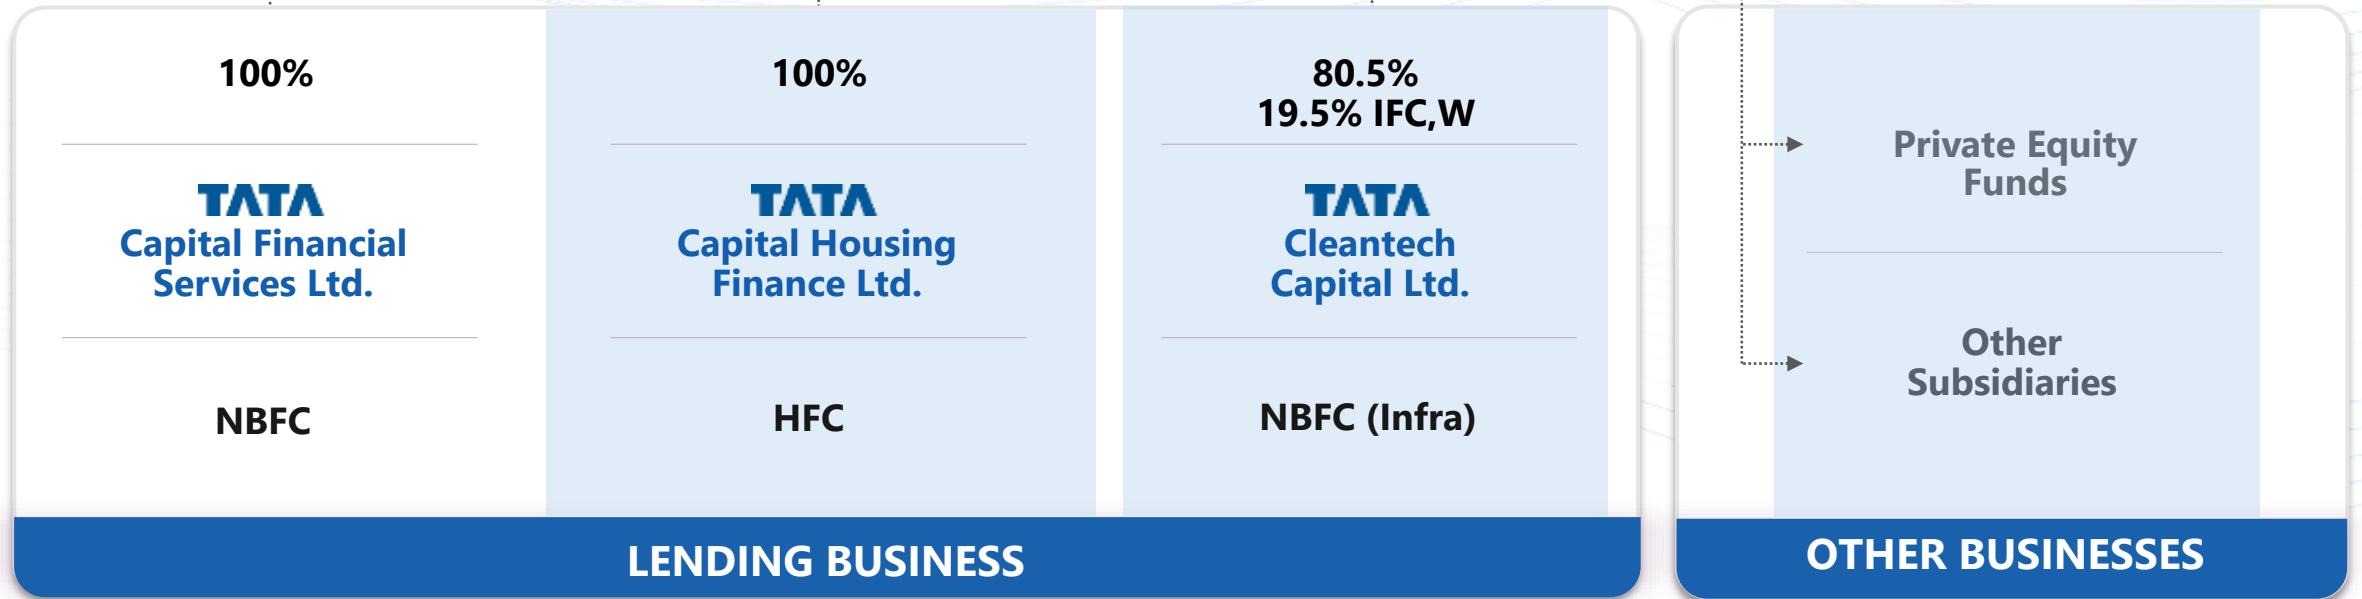 100%
TATA
Capital Financial
Services Ltd.
NBFC
100%
TATA
Capital Housing
Finance Ltd.
HFC
80.5%
19.5% IFC,W
TATA
Cleantech
Capital Ltd.
NBFC (Infra)
LENDING BUSINESS
Private Equity
Funds
Other
Subsidiaries
OTHER BUSINESSES